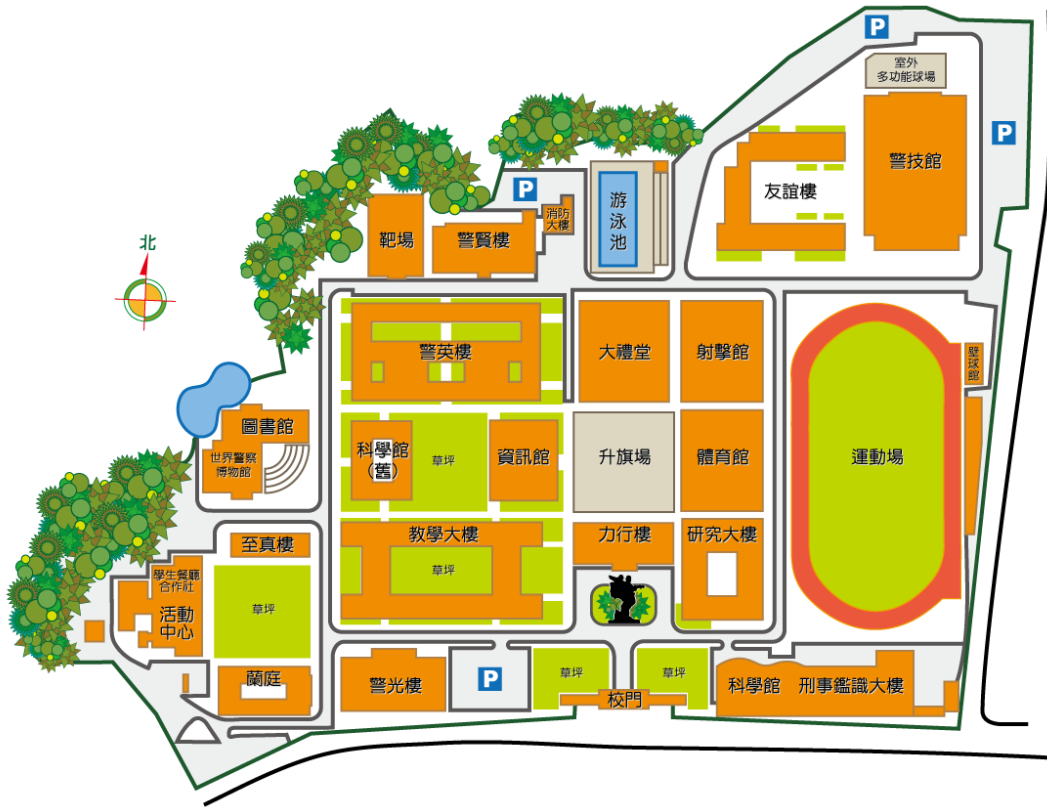 P
室外
多功能球場
P
警技館
友誼樓
P
游
泳
池
消防
大樓
靶場
警賢樓
北
警英樓
大禮堂
射擊館
壁
球
館
圖書館
世界警察
博物館
科學館
(舊)
草坪
資訊館
升旗場
體育館
運動場
至真樓
教學大樓
力行樓
研究大樓
草坪
學生餐廳
合作社
活動
中心
草坪
蘭庭
警光樓
P
草坪
草坪
校門
科學館
刑事鑑識大樓